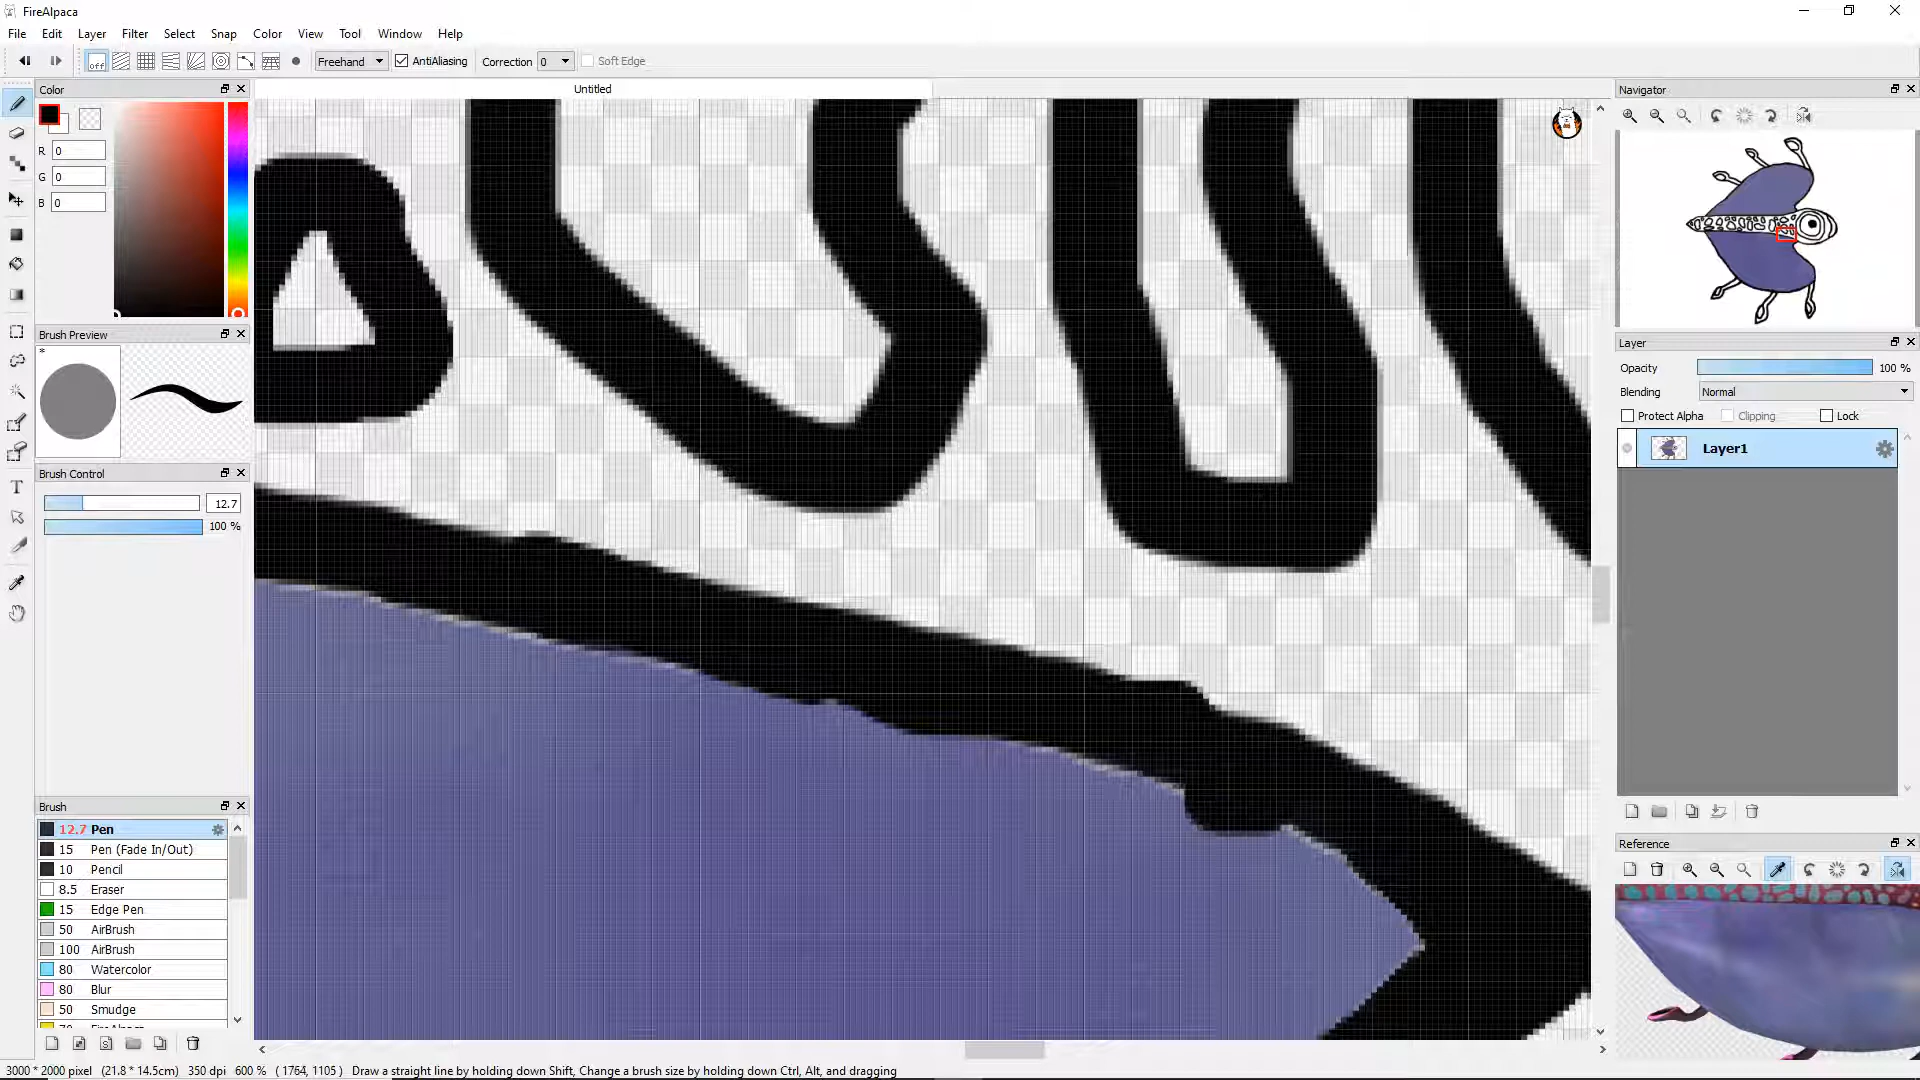 FireAlpaca
File Edit Layer Filter Select Snap Color View Tool Window Help
off Freehand AntiAliasing Correction 0 Soft Edge
Color
Untitled
Navigator
R 0
G 0
B 0
Brush Preview
*
Layer
Opacity 100 %
Blending Normal
Protect Alpha Clipping Lock
Layer1
Brush Control
12.7
100 %
T
Brush
12.7 Pen
15 Pen (Fade In/Out)
10 Pencil
8.5 Eraser
15 Edge Pen
50 AirBrush
100 AirBrush
80 Watercolor
80 Blur
50 Smudge
Reference
3000 * 2000 pixel (21.8 * 14.5cm) 350 dpi 600 % ( 1764, 1105 ) Draw a straight line by holding down Shift, Change a brush size by holding down Ctrl, Alt, and dragging